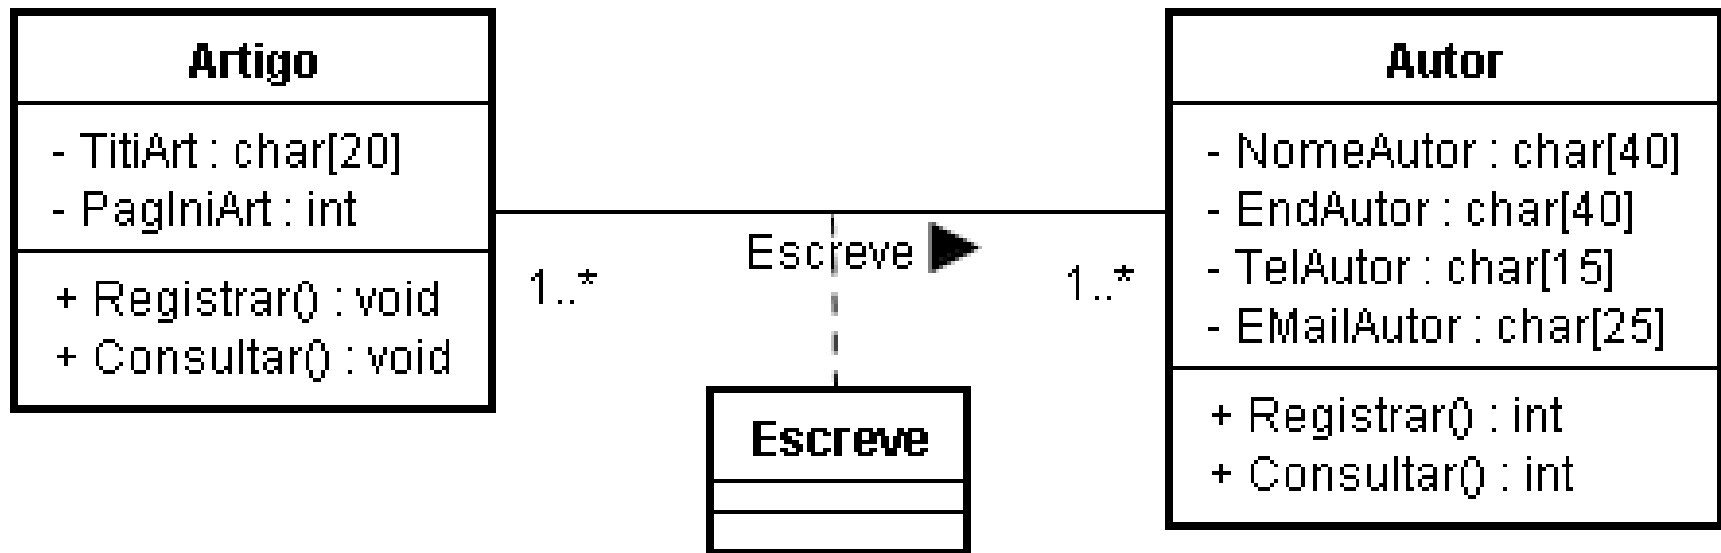 Artigo
- TitiArt : char[20]
- PagIniArt : int
+ Registrar() : void
+ Consultar() : void
1..*
Escreve
1..*
Escreve
Autor
- NomeAutor : char[40]
- EndAutor : char[40]
- TelAutor : char[15]
- EMailAutor : char[25]
+ Registrar() : int
+ Consultar() : int